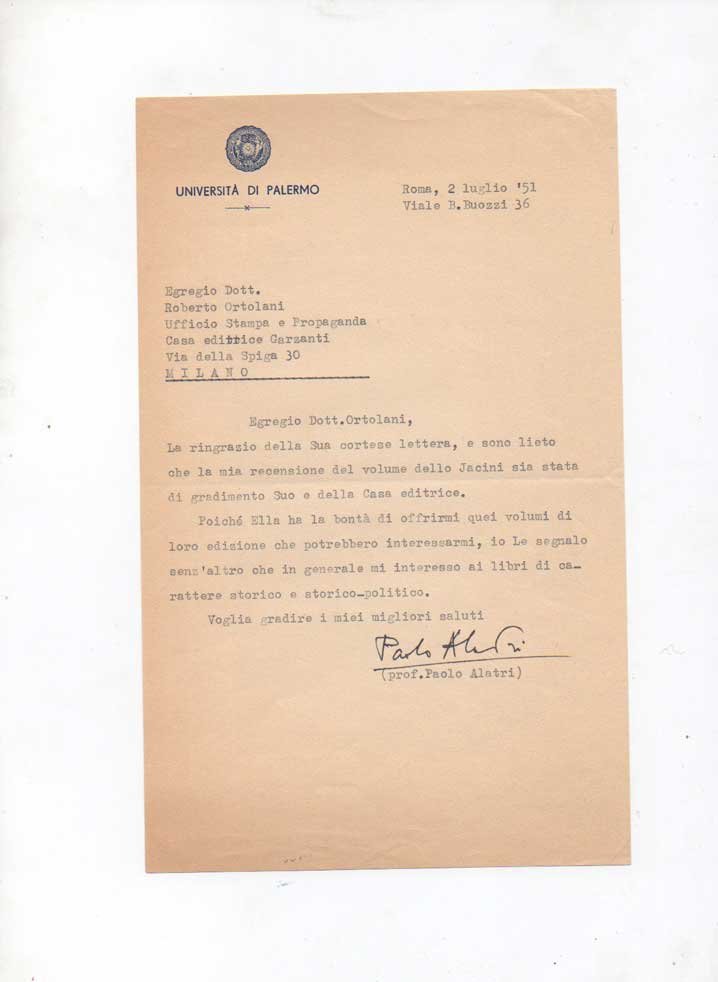 UNIVERSITÀ DI PALERMO
Roma, 2 luglio '51
Viale B.Buozzi 36
Egregio Dott.
Roberto Ortolani
Ufficio Stampa e Propaganda
Casa editrice Garzanti
Via della Spiga 30
M I L A N O
Egregio Dott.Ortolani,
La ringrazio della Sua cortese lettera, e sono lieto
che la mia recensione del volume dello Jacini sia stata
di gradimento Suo e della Casa editrice.
Poiché Ella ha la bontà di offrirmi quei volumi di
loro edizione che potrebbero interessarmi, io Le segnalo
senz'altro che in generale mi interesso ai libri di ca-
rattere storico e storico-politico.
Voglia gradire i miei migliori saluti
Paolo Alatri
(prof.Paolo Alatri)